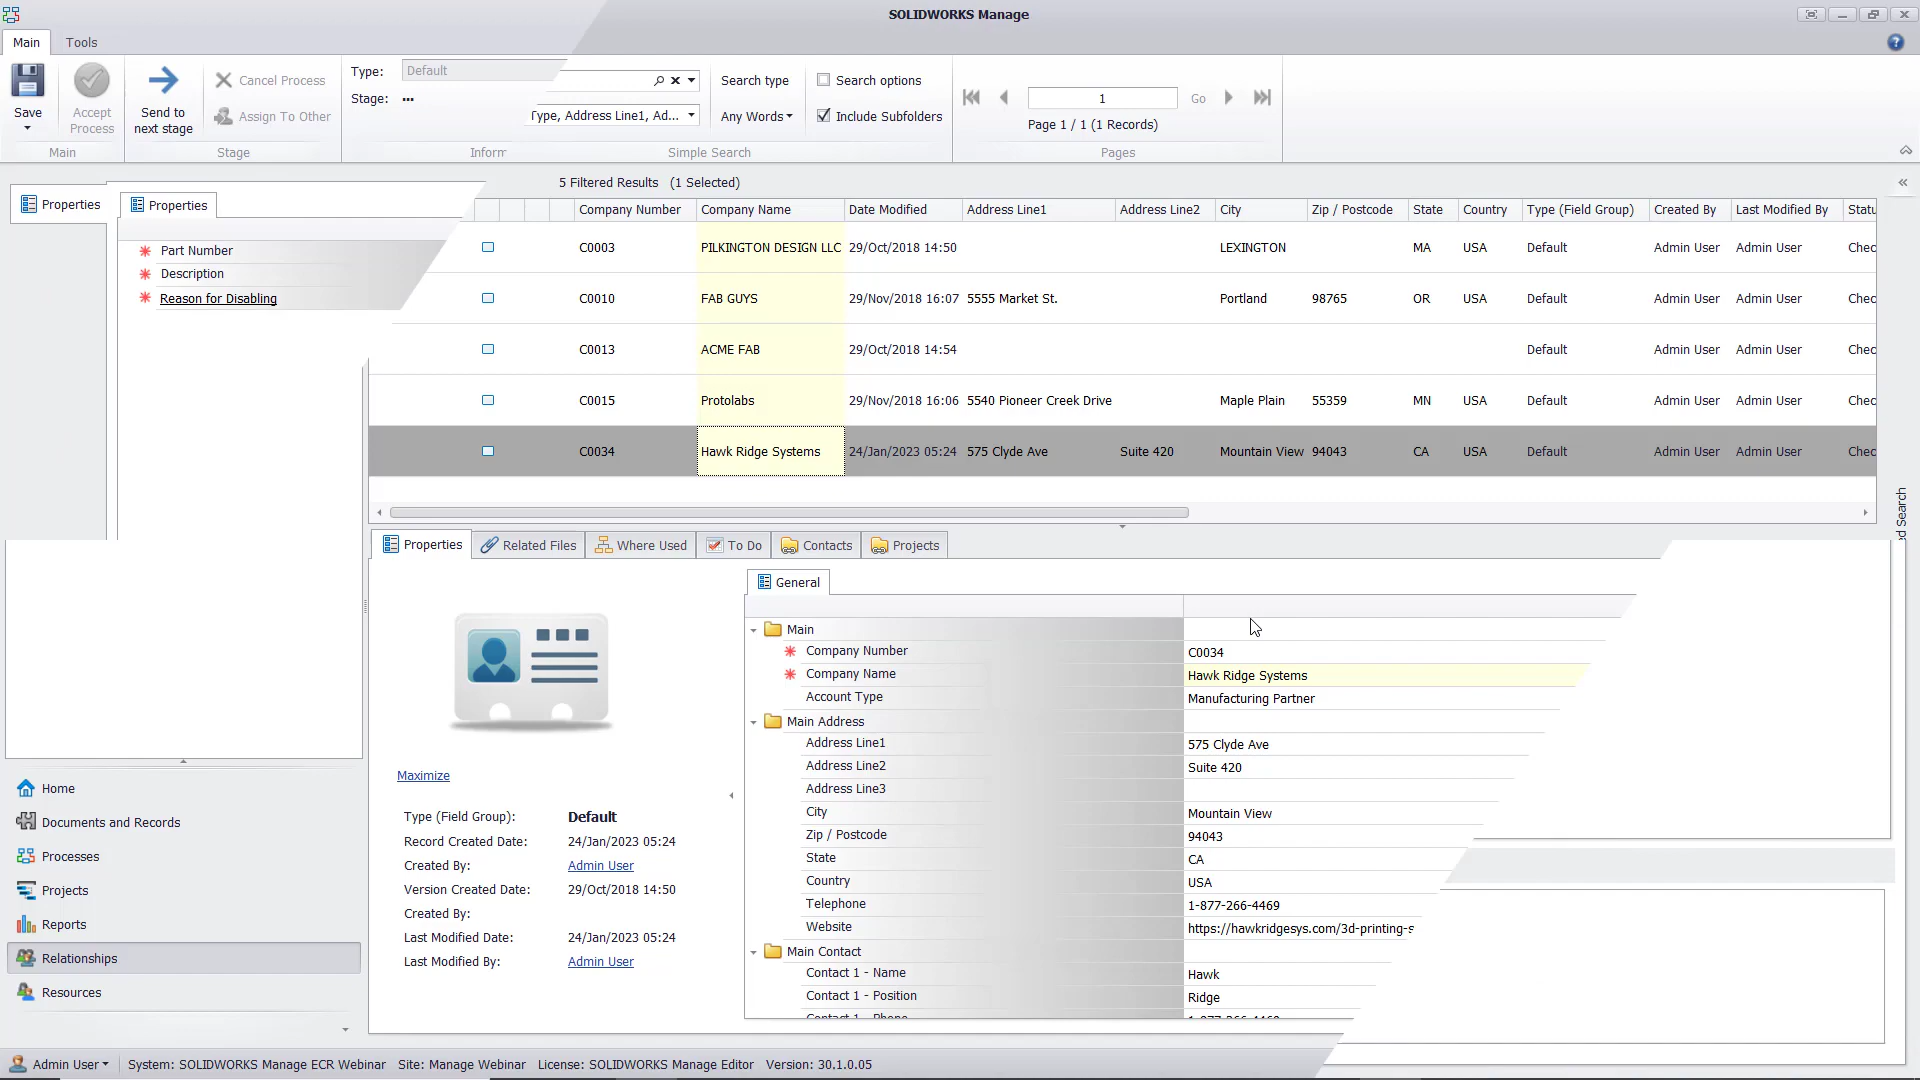 SOLIDWORKS Manage
Main Tools
Save
Accept Process
Send to next stage
Cancel Process
Assign To Other
Type: Default
Stage: ...
Type, Address Line1, Ad...
Search type
Any Words
Search options
Include Subfolders
1 Go
Page 1 / 1 (1 Records)
Main Stage Simple Search Pages
Properties
Properties
Part Number
Description
Reason for Disabling
5 Filtered Results (1 Selected)
Company Number Company Name Date Modified Address Line1 Address Line2 City Zip / Postcode State Country Type (Field Group) Created By Last Modified By
C0003 PILKINGTON DESIGN LLC 29/Oct/2018 14:50 LEXINGTON MA USA Default Admin User Admin User
C0010 FAB GUYS 29/Nov/2018 16:07 5555 Market St. Portland 98765 OR USA Default Admin User Admin User
C0013 ACME FAB 29/Oct/2018 14:54 Default Admin User Admin User
C0015 Protolabs 29/Nov/2018 16:06 5540 Pioneer Creek Drive Maple Plain 55359 MN USA Default Admin User Admin User
C0034 Hawk Ridge Systems 24/Jan/2023 05:24 575 Clyde Ave Suite 420 Mountain View 94043 CA USA Default Admin User Admin User
Properties Related Files Where Used To Do Contacts Projects
Maximize
Type (Field Group): Default
Record Created Date: 24/Jan/2023 05:24
Created By: Admin User
Version Created Date: 29/Oct/2018 14:50
Created By:
Last Modified Date: 24/Jan/2023 05:24
Last Modified By: Admin User
General
Main
Company Number C0034
Company Name Hawk Ridge Systems
Account Type Manufacturing Partner
Main Address
Address Line1 575 Clyde Ave
Address Line2 Suite 420
Address Line3
City Mountain View
Zip / Postcode 94043
State CA
Country USA
Telephone 1-877-266-4469
Website https://hawkridgesys.com/3d-printing-s
Main Contact
Contact 1 - Name Hawk
Contact 1 - Position Ridge
Home
Documents and Records
Processes
Projects
Reports
Relationships
Resources
Admin User System: SOLIDWORKS Manage ECR Webinar Site: Manage Webinar License: SOLIDWORKS Manage Editor Version: 30.1.0.05